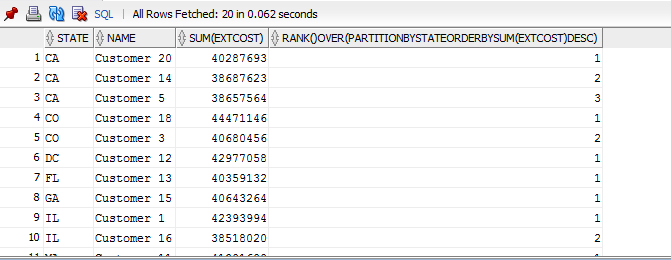 SQL | All Rows Fetched: 20 in 0.062 seconds
STATE NAME SUM(EXTCOST) RANK()OVER(PARTITIONBYSTATEORDERBYSUM(EXTCOST)DESC)
1 CA Customer 20 40287693 1
2 CA Customer 14 38687623 2
3 CA Customer 5 38657564 3
4 CO Customer 18 44471146 1
5 CO Customer 3 40680456 2
6 DC Customer 12 42977058 1
7 FL Customer 13 40359132 1
8 GA Customer 15 40643264 1
9 IL Customer 1 42393994 1
10 IL Customer 16 38518020 2